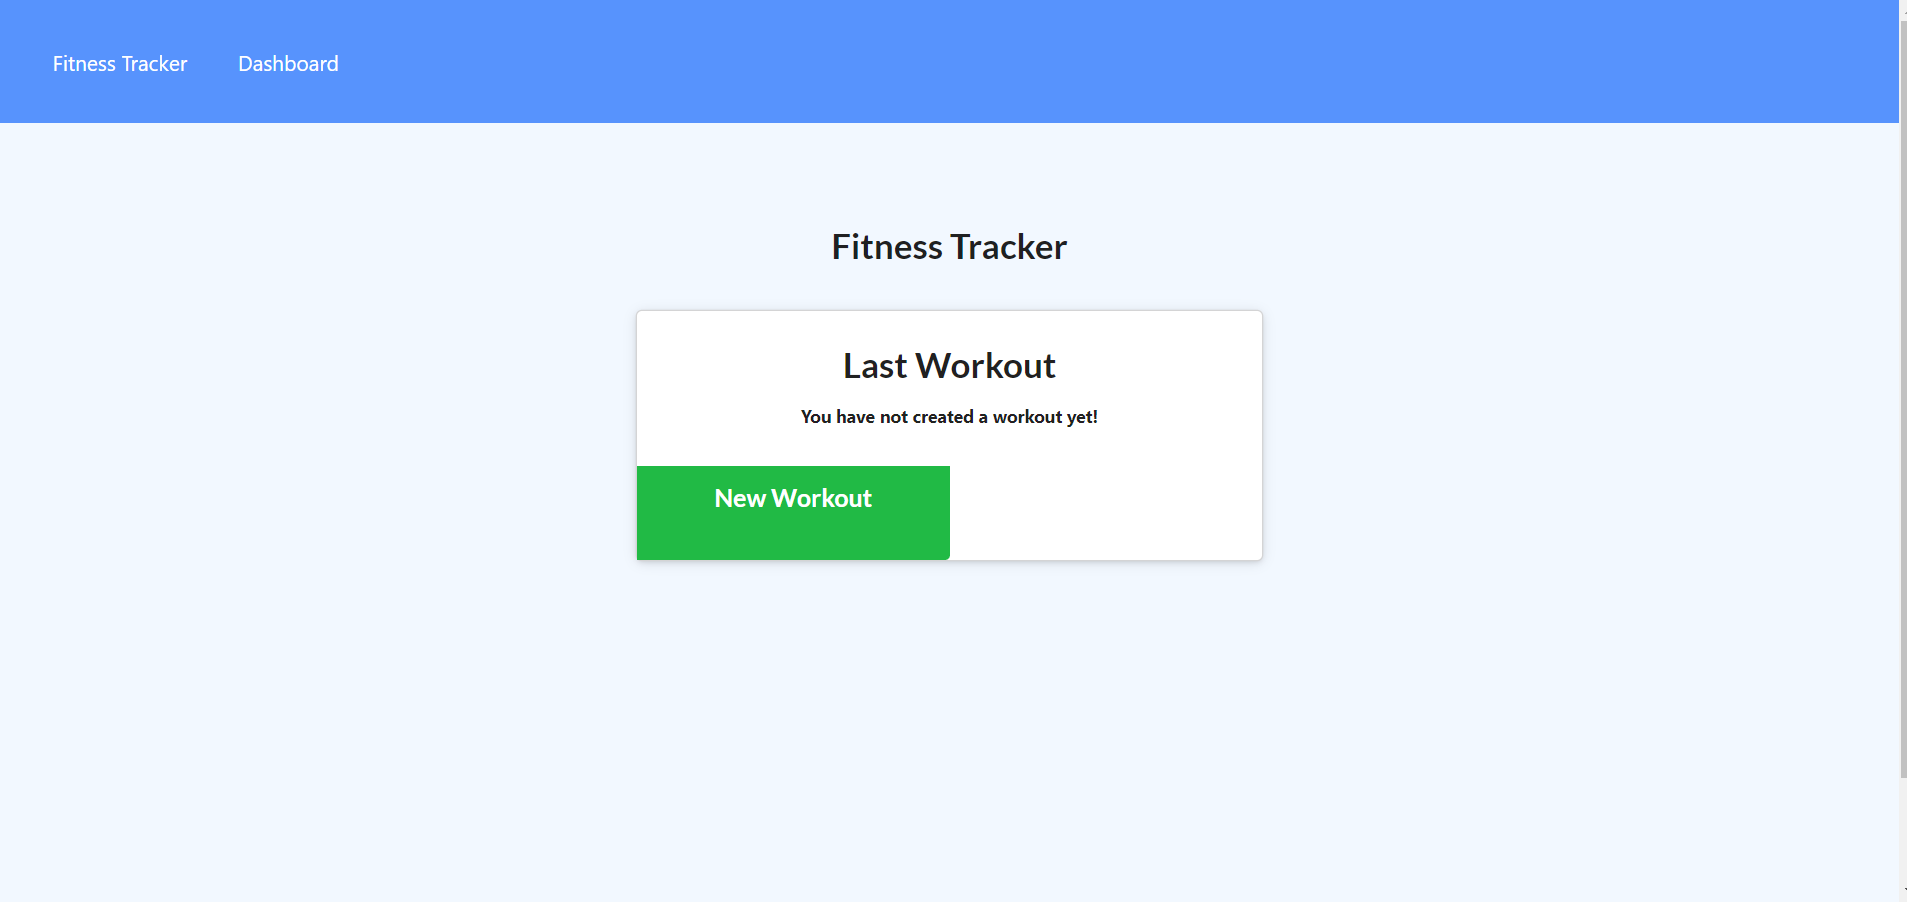 Fitness Tracker Dashboard
Fitness Tracker
Last Workout
You have not created a workout yet!
New Workout